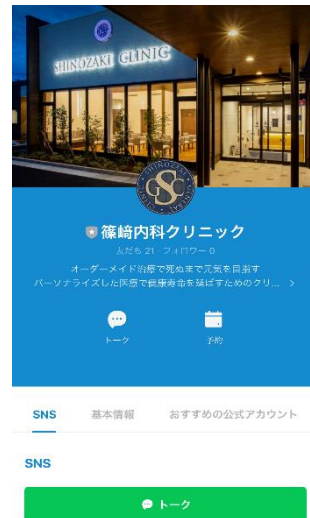 SHINOZAKI CLINIC
篠﨑内科クリニック
友だち 21・フォロワー 0
オーダーメイド治療で死ぬまで元気を目指す
パーソナライズした医療で健康寿命を延ばすためのクリ...
トーク
予約
SNS
基本情報
おすすめの公式アカウント
SNS
トーク